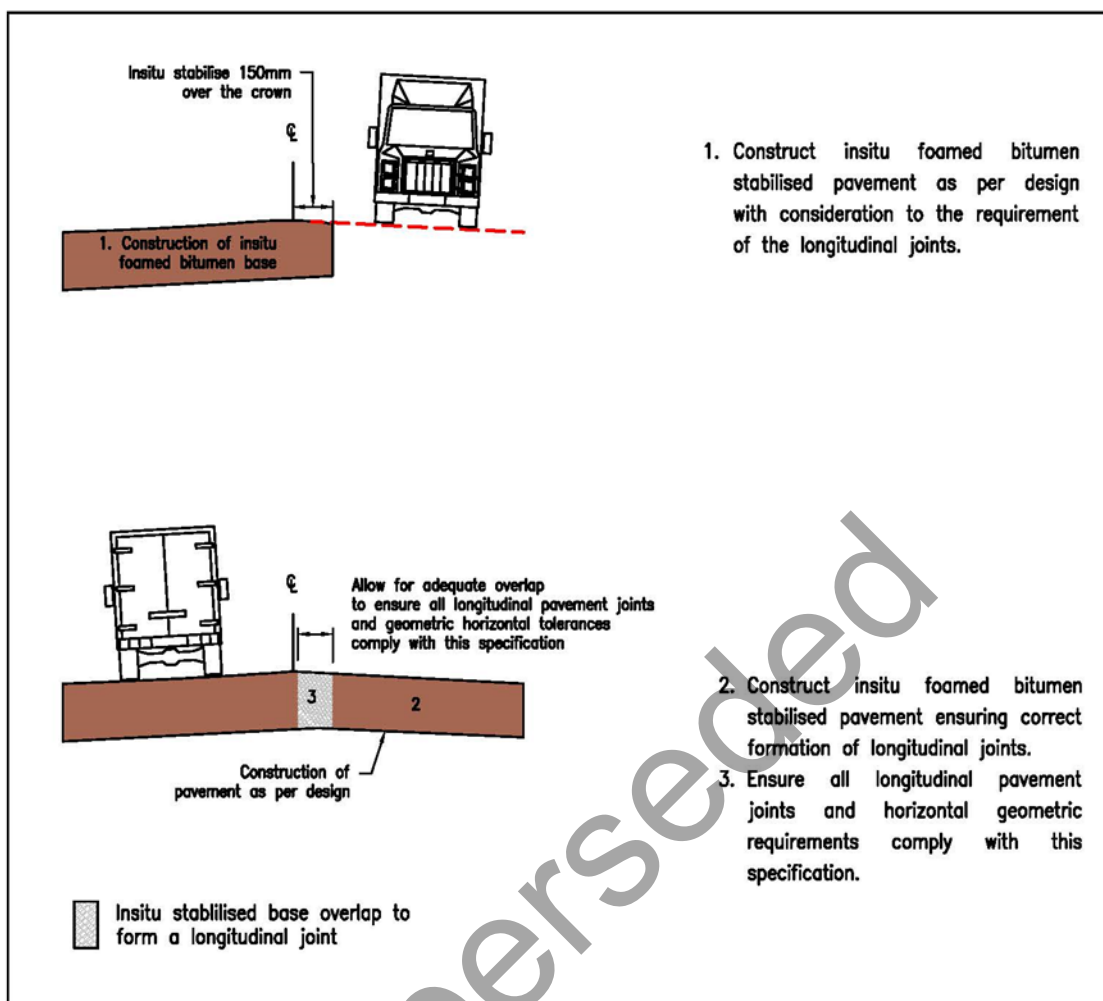 Insitu stabilise 150mm
over the crown
℄
1. Construction of insitu
foamed bitumen base
1. Construct insitu foamed bitumen
stabilised pavement as per design
with consideration to the requirement
of the longitudinal joints.
℄
Allow for adequate overlap
to ensure all longitudinal pavement joints
and geometric horizontal tolerances
comply with this specification
3
2
Construction of
pavement as per design
2. Construct insitu foamed bitumen
stabilised pavement ensuring correct
formation of longitudinal joints.
3. Ensure all longitudinal pavement
joints and horizontal geometric
requirements comply with this
specification.
Insitu stablilised base overlap to
form a longitudinal joint
erseded